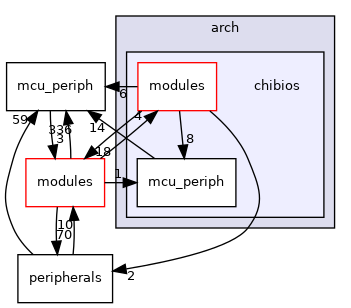 arch
mcu_periph
modules
chibios
6
59
4
336
14
3
8
18
modules
1
mcu_periph
10
70
peripherals
2